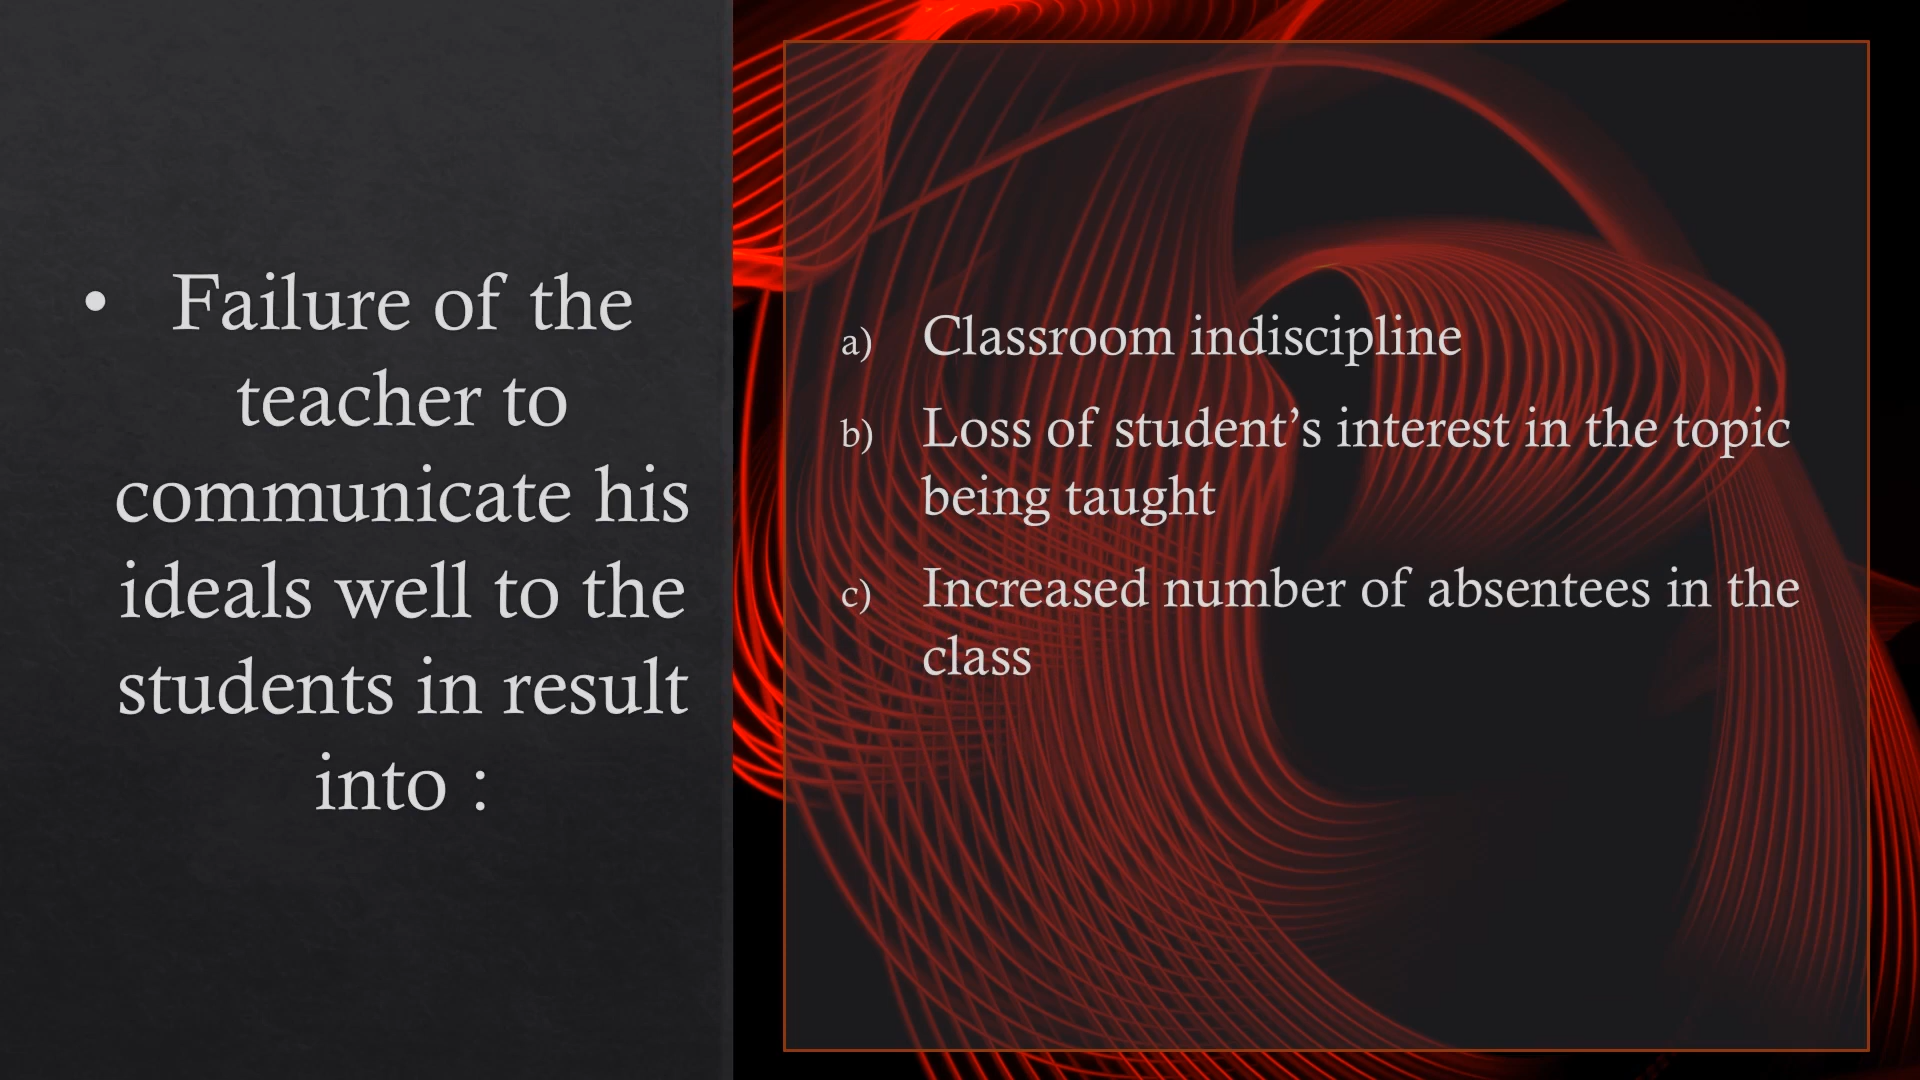 • Failure of the
teacher to
communicate his
ideals well to the
students in result
into :
a) Classroom indiscipline
b) Loss of student’s interest in the topic
being taught
c) Increased number of absentees in the
class